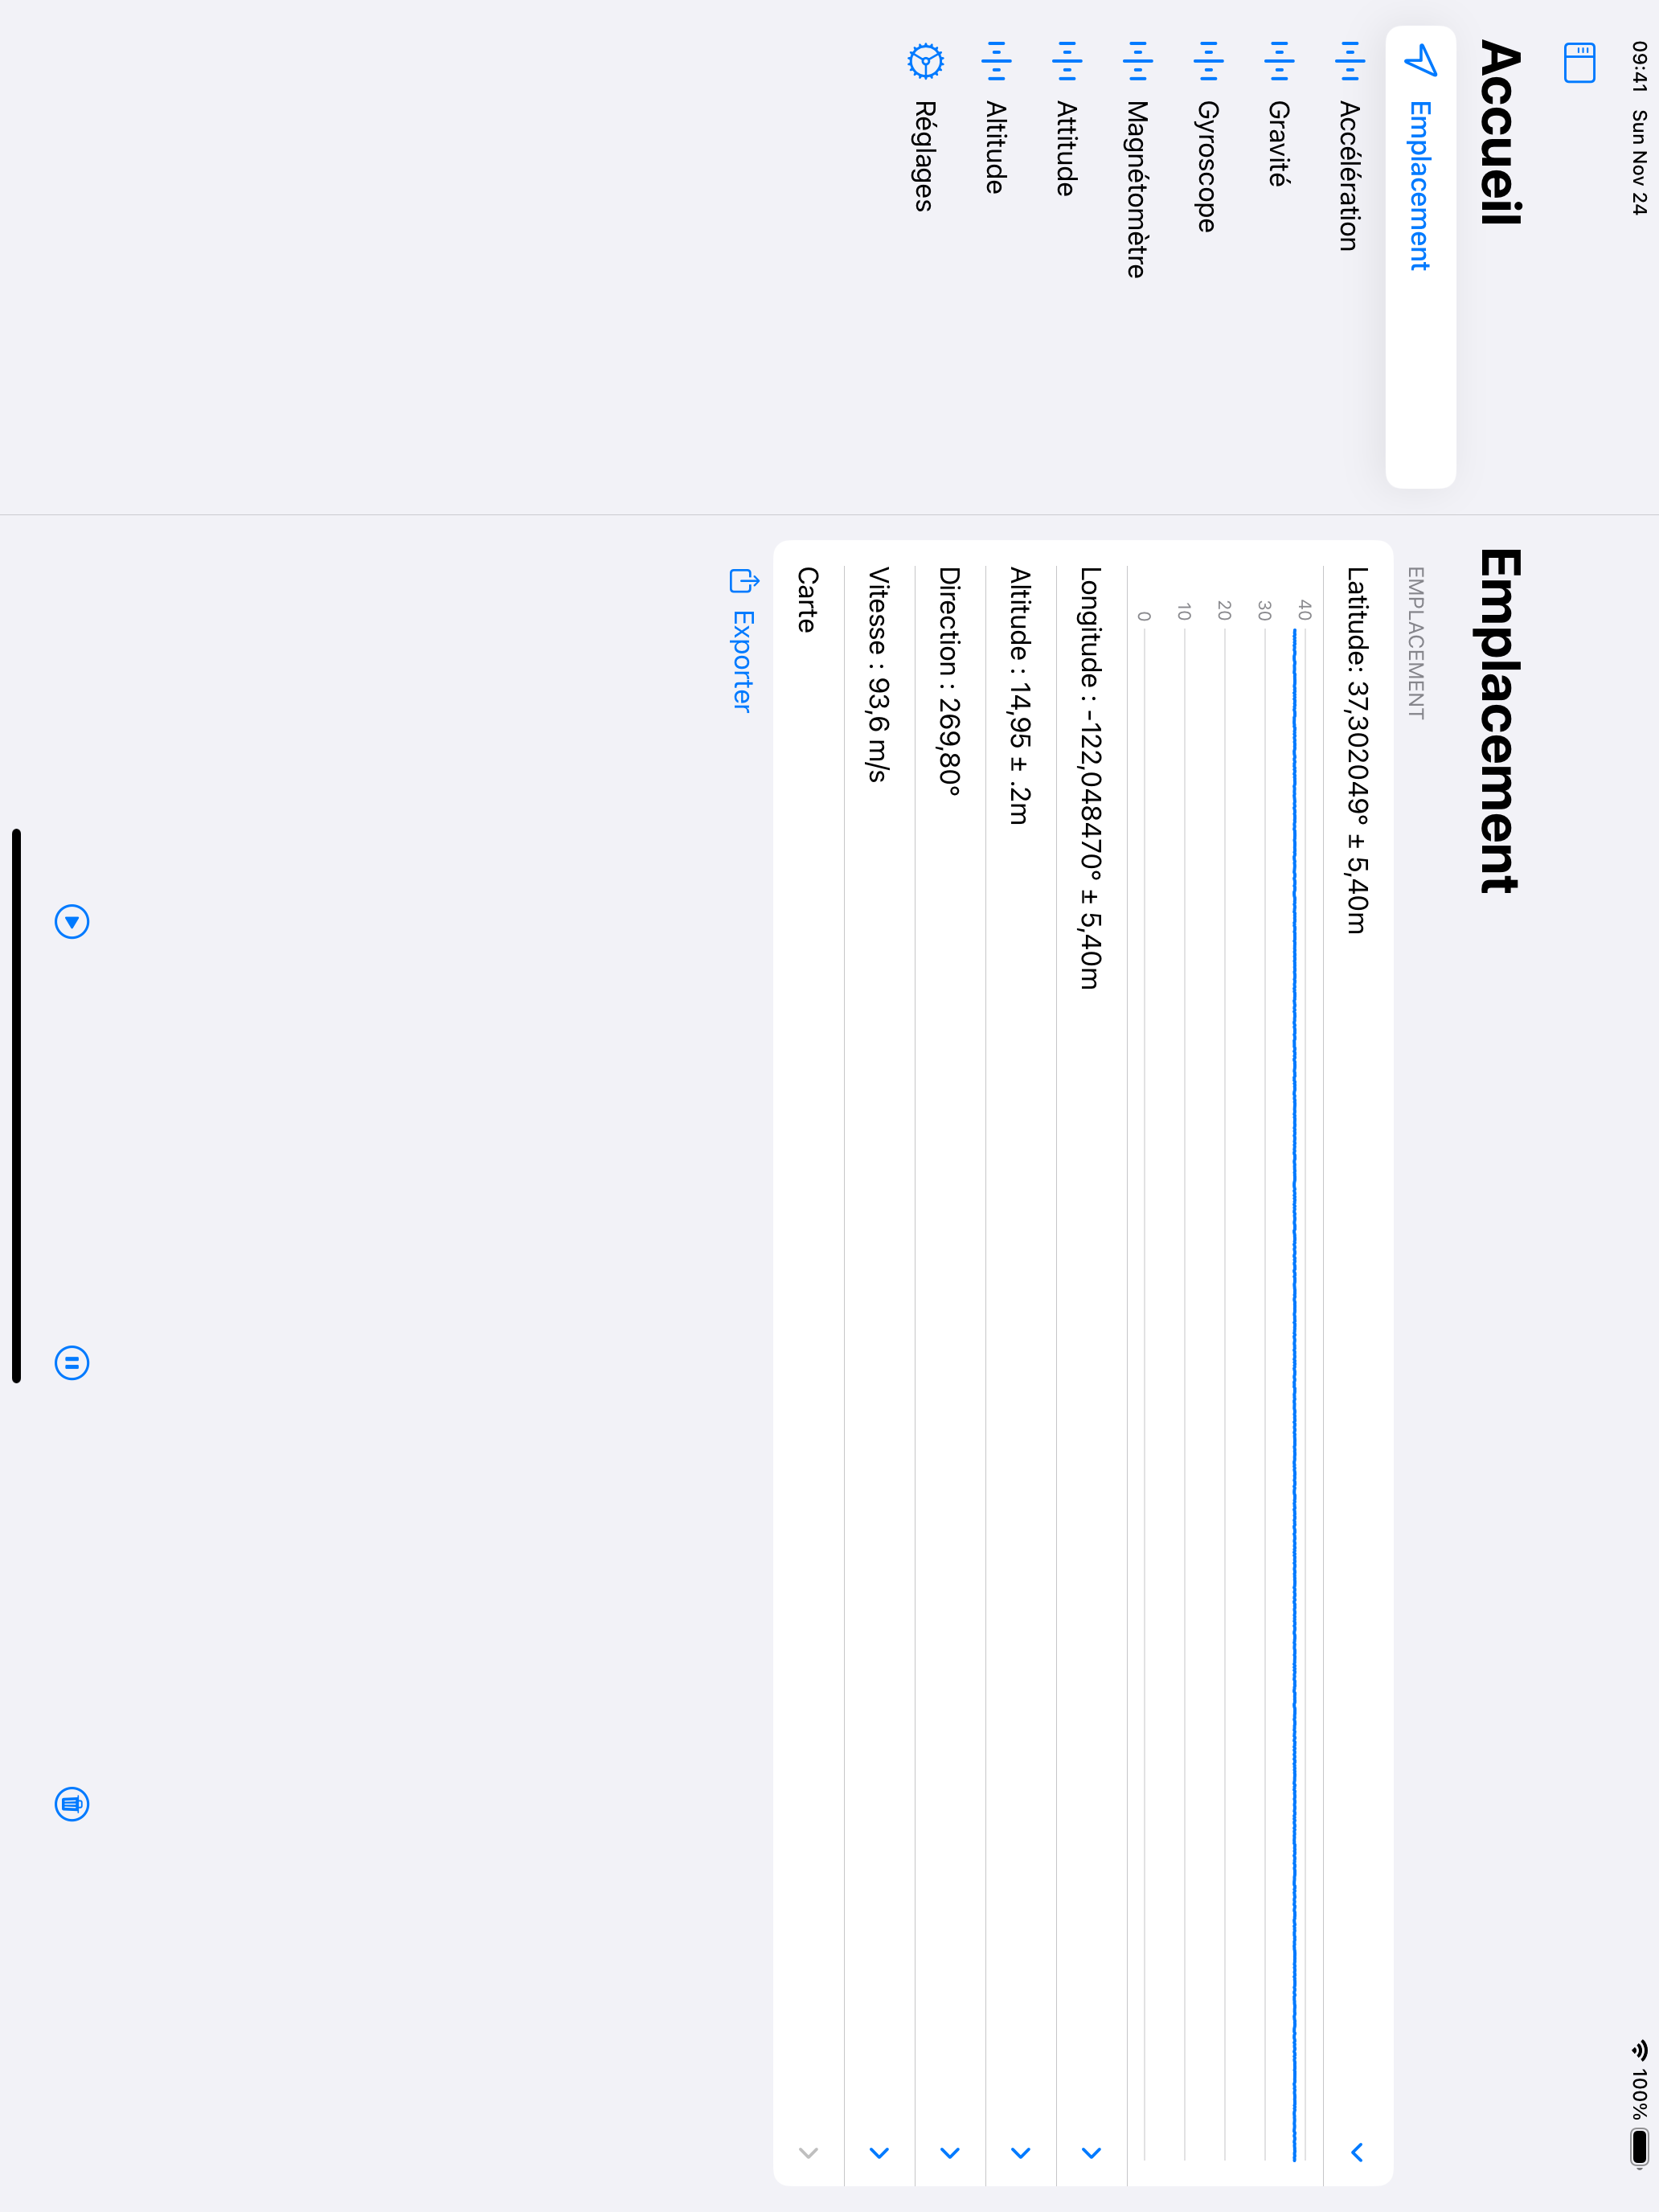 09:41 Sun Nov 24
100%
Accueil
Emplacement
Accélération
Gravité
Gyroscope
Magnétomètre
Attitude
Altitude
Réglages
Emplacement
EMPLACEMENT
Latitude: 37,302049° ± 5,40m
40
30
20
10
0
Longitude : -122,048470° ± 5,40m
Altitude : 14,95 ± .2m
Direction : 269,80°
Vitesse : 93,6 m/s
Carte
Exporter